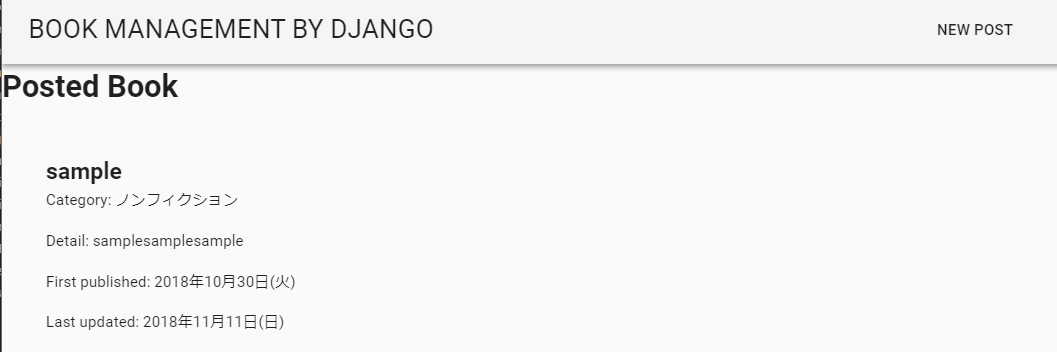 BOOK MANAGEMENT BY DJANGO
NEW POST
Posted Book
sample
Category: ノンフィクション
Detail: samplesamplesample
First published: 2018年10月30日(火)
Last updated: 2018年11月11日(日)